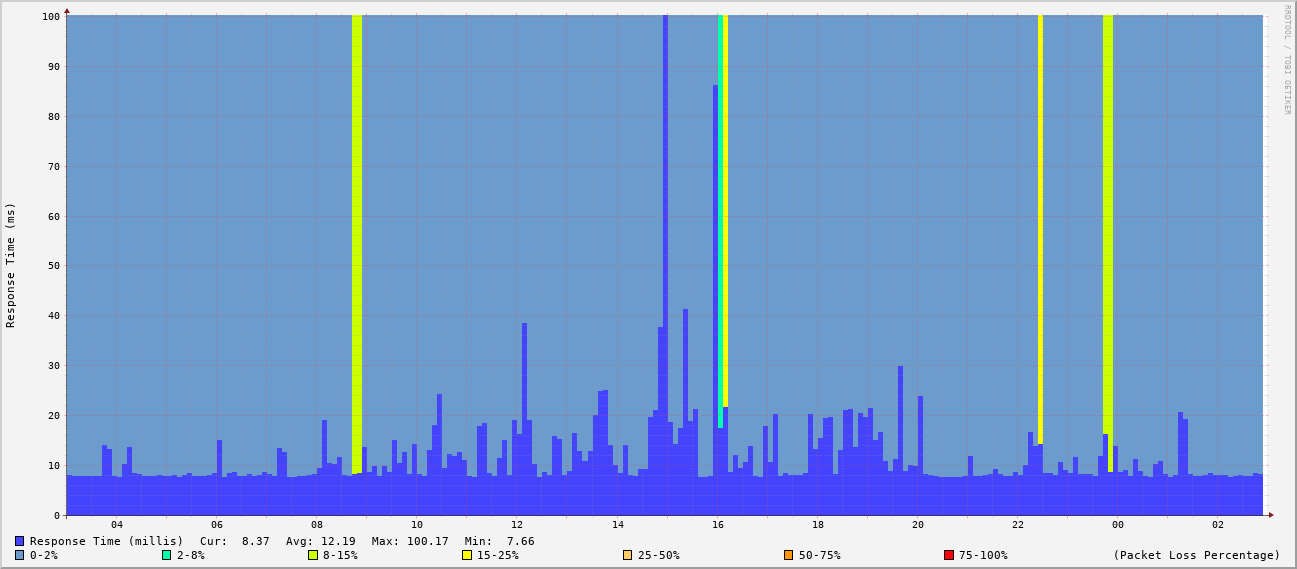 RRDTOOL / TOBI OETIKER
Response Time (ms)
100
90
80
70
60
50
40
30
20
10
0
04 06 08 10 12 14 16 18 20 22 00 02
Response Time (millis) Cur: 8.37 Avg: 12.19 Max: 100.17 Min: 7.66
0-2% 2-8% 8-15% 15-25% 25-50% 50-75% 75-100% (Packet Loss Percentage)